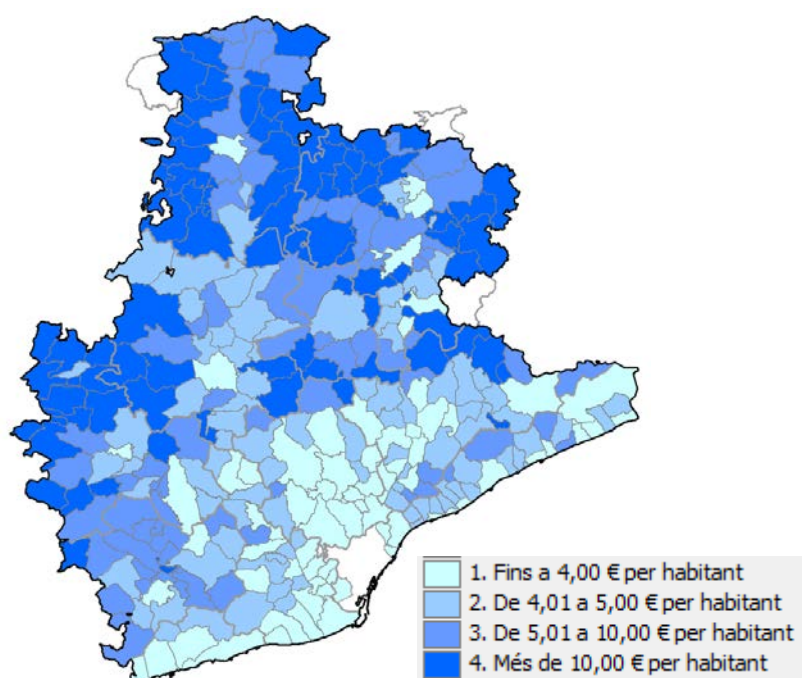 1. Fins a 4,00 € per habitant
2. De 4,01 a 5,00 € per habitant
3. De 5,01 a 10,00 € per habitant
4. Més de 10,00 € per habitant